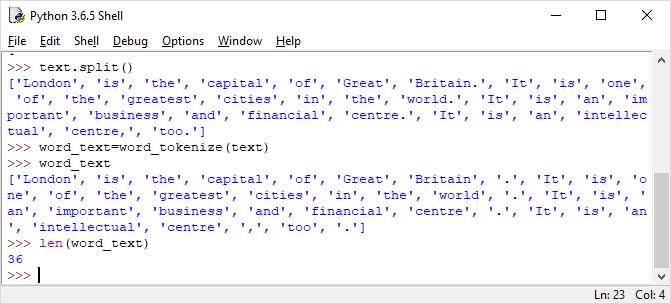 Python 3.6.5 Shell
File Edit Shell Debug Options Window Help
>>> text.split()
['London', 'is', 'the', 'capital', 'of', 'Great', 'Britain.', 'It', 'is', 'one',
'of', 'the', 'greatest', 'cities', 'in', 'the', 'world.', 'It', 'is', 'an', 'im
portant', 'business', 'and', 'financial', 'centre.', 'It', 'is', 'an', 'intellec
tual', 'centre,', 'too.']
>>> word_text=word_tokenize(text)
>>> word_text
['London', 'is', 'the', 'capital', 'of', 'Great', 'Britain', '.', 'It', 'is', 'o
ne', 'of', 'the', 'greatest', 'cities', 'in', 'the', 'world', '.', 'It', 'is', '
an', 'important', 'business', 'and', 'financial', 'centre', '.', 'It', 'is', 'an
', 'intellectual', 'centre', ',', 'too', '.']
>>> len(word_text)
36
>>>
Ln: 23 Col: 4